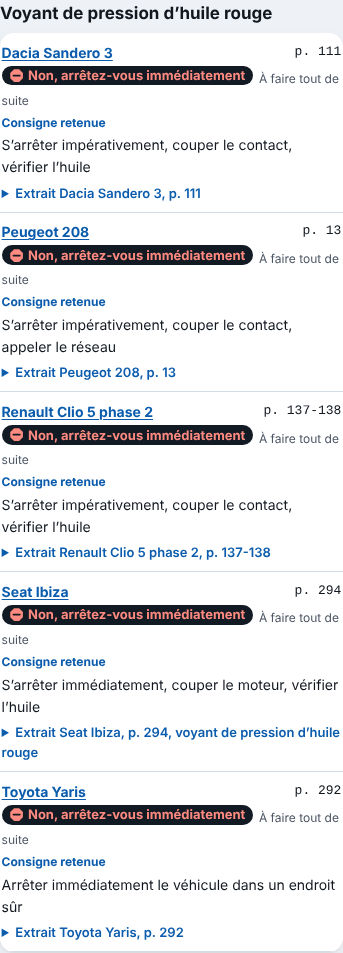 Voyant de pression d’huile rouge
Dacia Sandero 3 p. 111
Non, arrêtez-vous immédiatement À faire tout de
suite
Consigne retenue
S’arrêter impérativement, couper le contact,
vérifier l’huile
Extrait Dacia Sandero 3, p. 111
Peugeot 208 p. 13
Non, arrêtez-vous immédiatement À faire tout de
suite
Consigne retenue
S’arrêter impérativement, couper le contact,
appeler le réseau
Extrait Peugeot 208, p. 13
Renault Clio 5 phase 2 p. 137-138
Non, arrêtez-vous immédiatement À faire tout de
suite
Consigne retenue
S’arrêter impérativement, couper le contact,
vérifier l’huile
Extrait Renault Clio 5 phase 2, p. 137-138
Seat Ibiza p. 294
Non, arrêtez-vous immédiatement À faire tout de
suite
Consigne retenue
S’arrêter immédiatement, couper le moteur, vérifier
l’huile
Extrait Seat Ibiza, p. 294, voyant de pression d’huile
rouge
Toyota Yaris p. 292
Non, arrêtez-vous immédiatement À faire tout de
suite
Consigne retenue
Arrêter immédiatement le véhicule dans un endroit
sûr
Extrait Toyota Yaris, p. 292